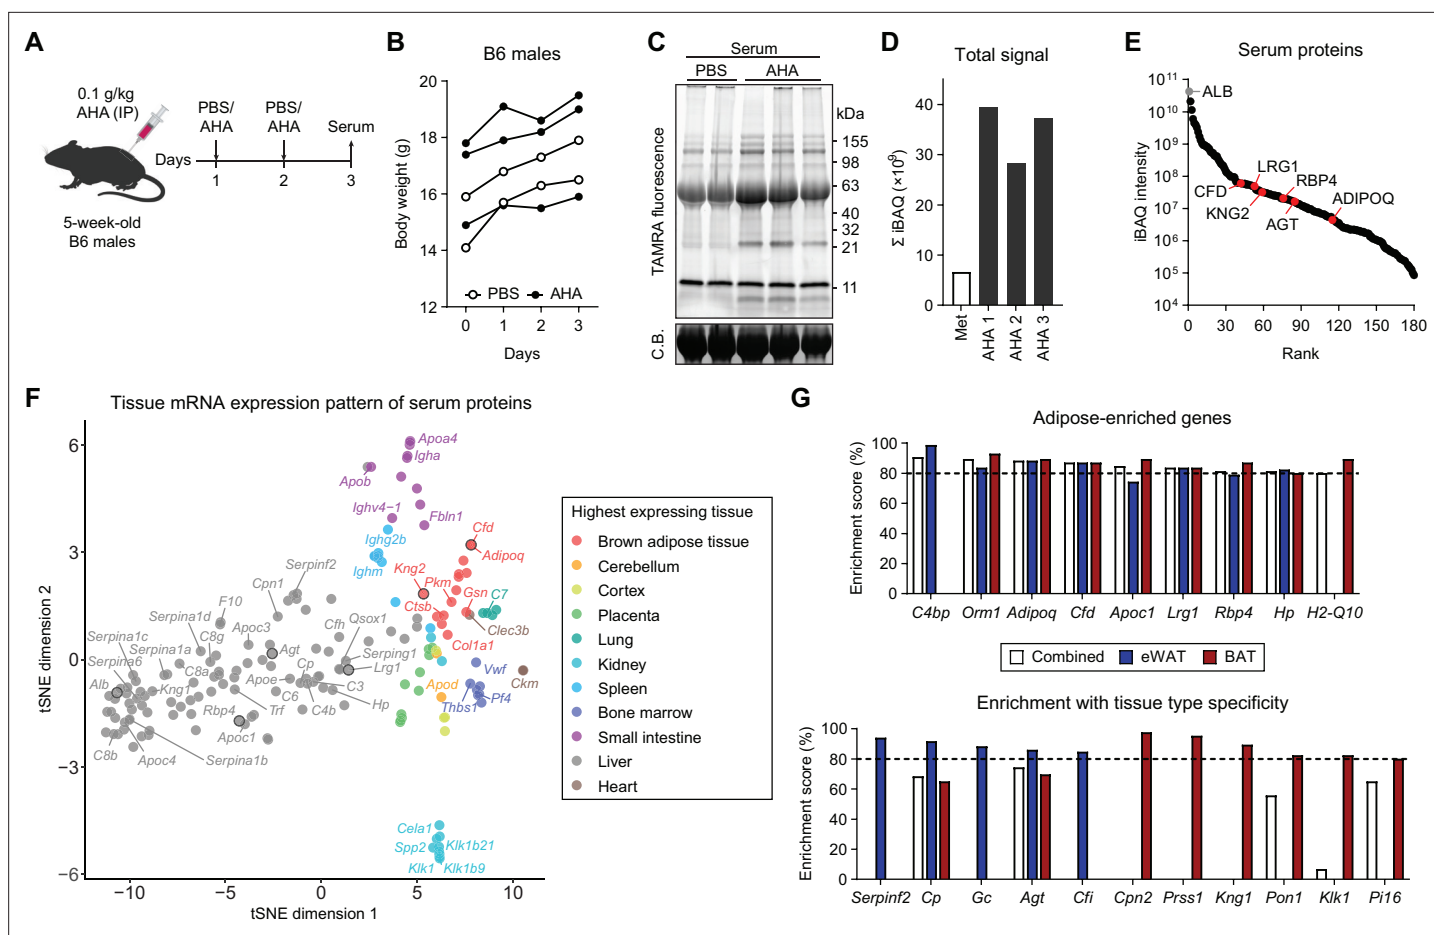 A
0.1 g/kg
AHA (IP)
PBS/
AHA
PBS/
AHA
Serum
Days
1
2
3
5-week-old
B6 males
B
B6 males
Body weight (g)
20
18
16
14
12
PBS
AHA
0
1
2
3
Days
C
Serum
PBS
AHA
TAMRA fluorescence
kDa
155
98
63
40
32
21
11
C.B.
D
Total signal
Σ iBAQ (×10⁹)
40
30
20
10
0
Met
AHA 1
AHA 2
AHA 3
E
Serum proteins
iBAQ intensity
10¹¹
10¹⁰
10⁹
10⁸
10⁷
10⁶
10⁵
10⁴
ALB
LRG1
RBP4
CFD
KNG2
AGT
ADIPOQ
0
30
60
90
120
150
180
Rank
F
Tissue mRNA expression pattern of serum proteins
tSNE dimension 2
6
3
0
−3
−6
Apoa4
Igha
Apob
Ighv4−1
Fbln1
Ighg2b
Ighm
Cfd
Adipoq
Kng2
Pkm
Gsn
C7
Ctsb
Clec3b
Col1a1
Serpinf2
Cpn1
F10
Serpina1d
Apoc3
Cfh
Qsox1
Serpina1c
C8g
Serpina1a
Agt
Serping1
Serpina6
C8a
Cp
Lrg1
Alb
Kng1
Apoe
C3
Rbp4
Trf
C6
C4b
Hp
Apoc1
C8b
Apoc4
Serpina1b
Apod
Vwf
Thbs1
Pf4
Ckm
Cela1
Spp2
Klk1b21
Klk1
Klk1b9
−10
−5
0
5
10
tSNE dimension 1
Highest expressing tissue
Brown adipose tissue
Cerebellum
Cortex
Placenta
Lung
Kidney
Spleen
Bone marrow
Small intestine
Liver
Heart
G
Adipose-enriched genes
Enrichment score (%)
100
80
60
40
20
0
C4bp
Orm1
Adipoq
Cfd
Apoc1
Lrg1
Rbp4
Hp
H2-Q10
Combined
eWAT
BAT
Enrichment with tissue type specificity
Enrichment score (%)
100
80
60
40
20
0
Serpinf2
Cp
Gc
Agt
Cfi
Cpn2
Prss1
Kng1
Pon1
Klk1
Pi16